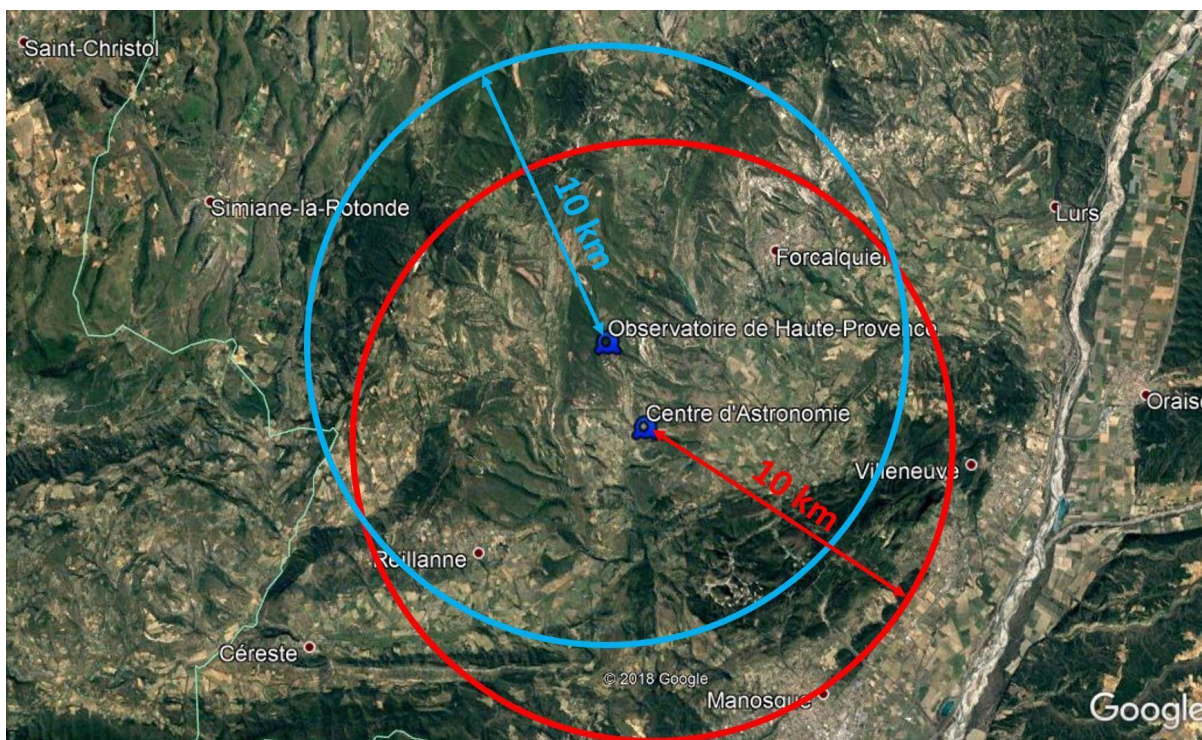 Saint-Christol
Simiane-la-Rotonde
10 km
Lurs
Forcalquier
Observatoire de Haute-Provence
Centre d'Astronomie
Oraiso
10 km
Villeneuve
Reillanne
Céreste
© 2018 Google
Manosque
Google